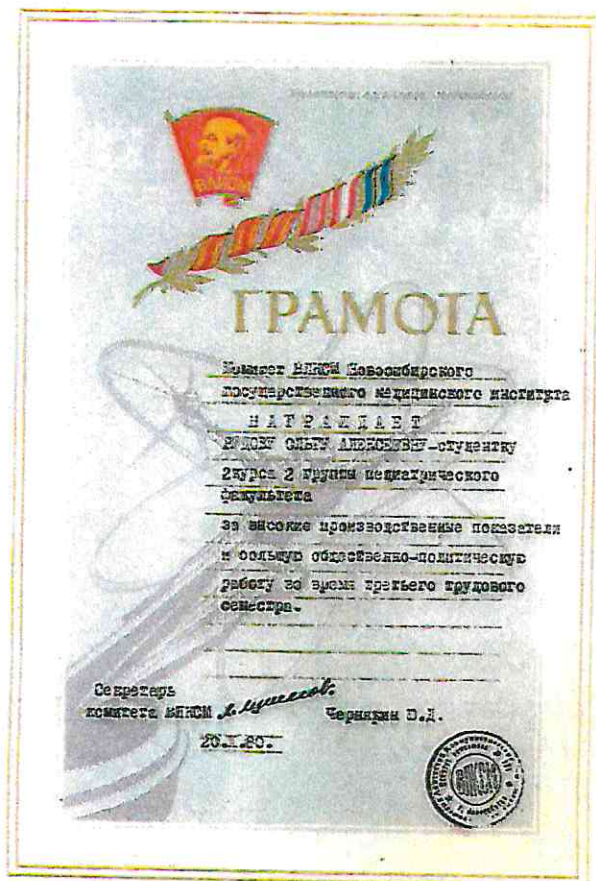 ВЛКСМ
ГРАМОТА
Комитет ВЛКСМ Новосибирского
государственного медицинского института
НАГРАЖДАЕТ
ОЛЬГУ АЛЕКСЕЕВНУ-студентку
2курса 2 группы педиатрического
факультета
за высокие производственные показатели
и большую общественно-политическую
работу во время третьего трудового
семестра.
Секретарь
комитета ВЛКСМ
ВЛКСМ